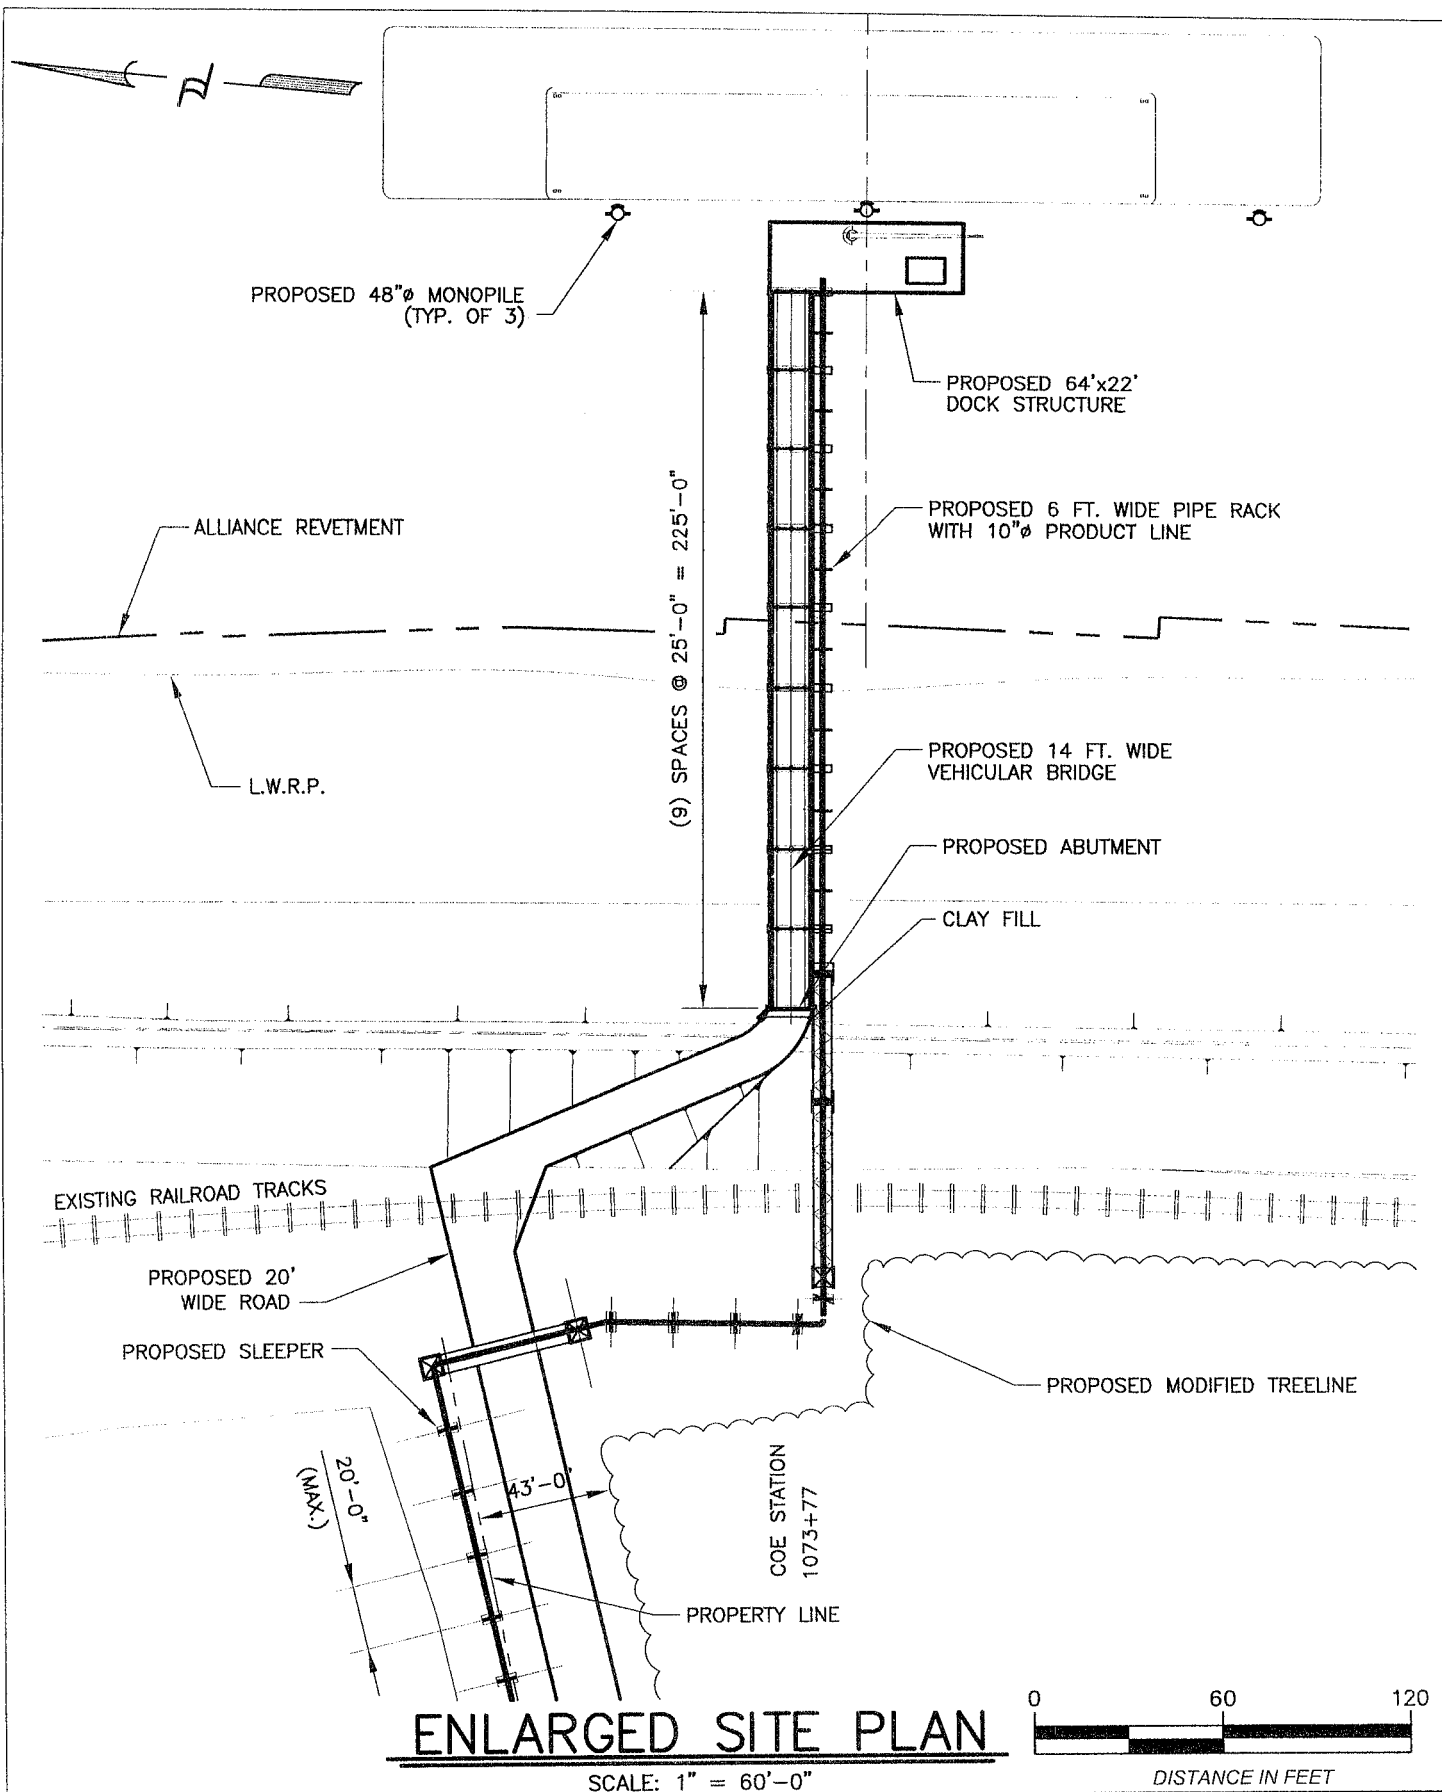 N
PROPOSED 48"ø MONOPILE
(TYP. OF 3)
PROPOSED 64'x22'
DOCK STRUCTURE
(9) SPACES @ 25'-0" = 225'-0"
PROPOSED 6 FT. WIDE PIPE RACK
WITH 10"ø PRODUCT LINE
ALLIANCE REVETMENT
L.W.R.P.
PROPOSED 14 FT. WIDE
VEHICULAR BRIDGE
PROPOSED ABUTMENT
CLAY FILL
EXISTING RAILROAD TRACKS
PROPOSED 20'
WIDE ROAD
PROPOSED SLEEPER
PROPOSED MODIFIED TREELINE
20'-0"
(MAX.)
43'-0"
COE STATION
1073+77
PROPERTY LINE
ENLARGED SITE PLAN
SCALE: 1" = 60'-0"
0 60 120
DISTANCE IN FEET